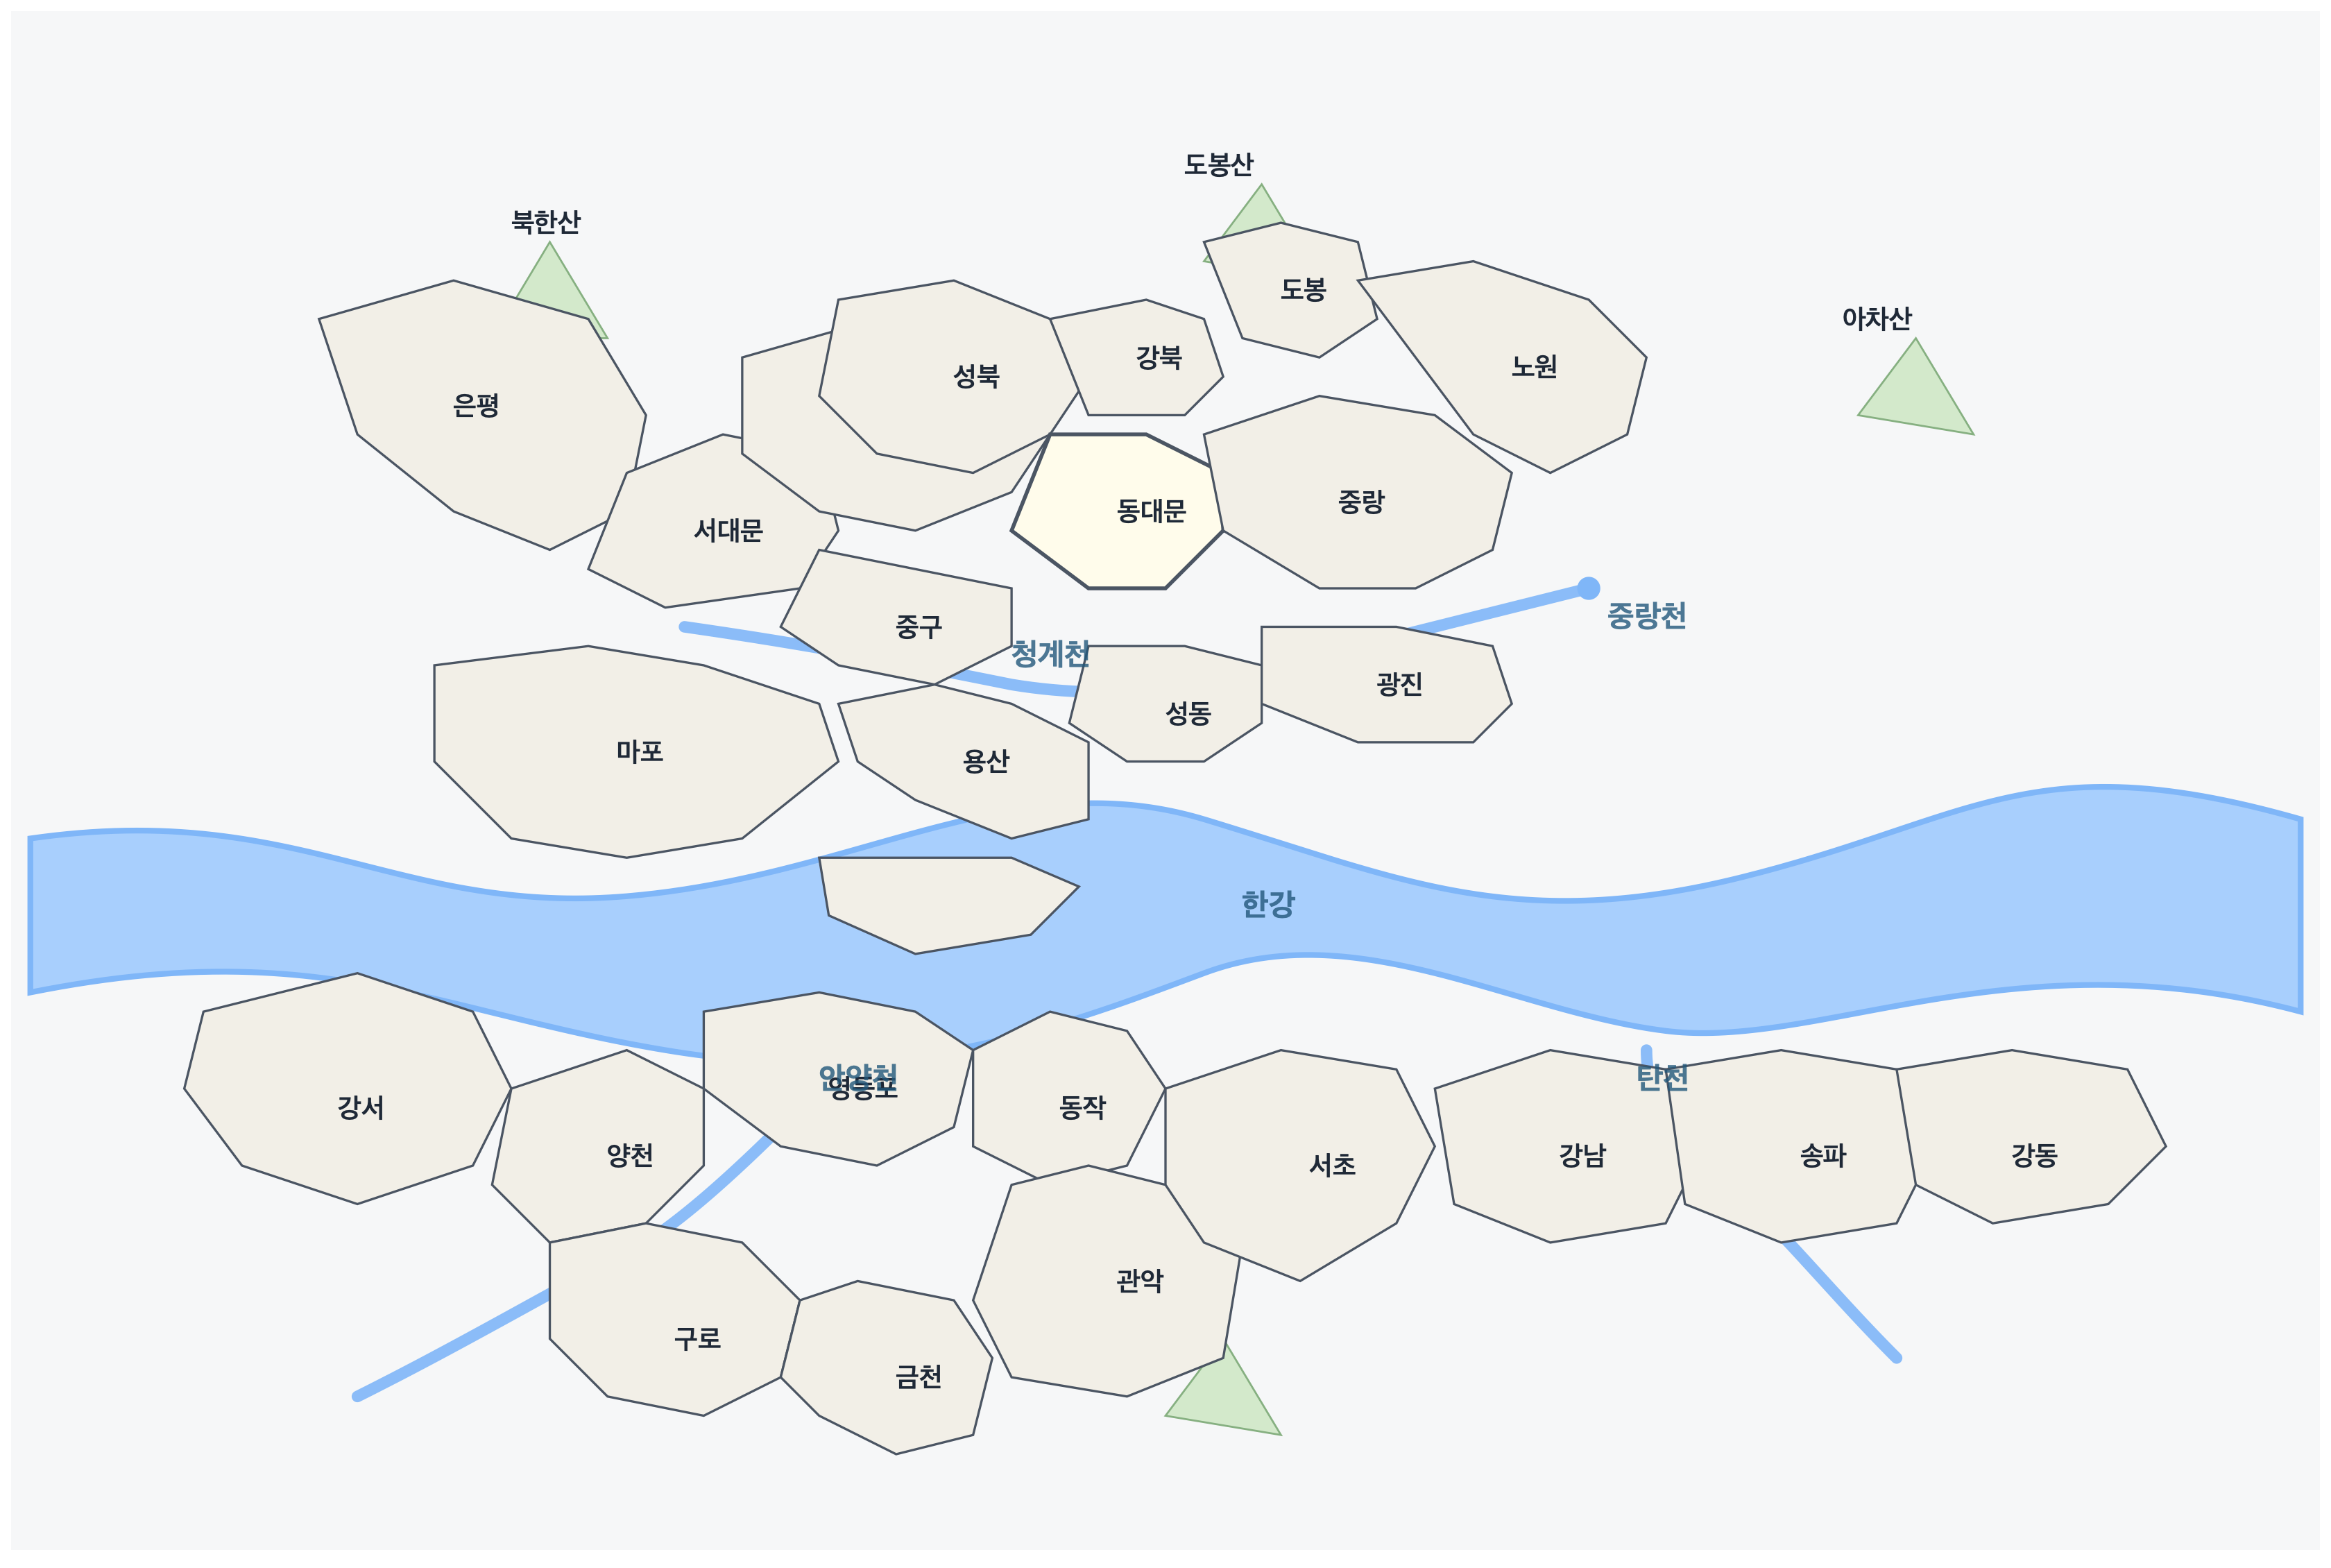 도봉산
북한산
도봉
아차산
강북
노원
성북
은평
중랑
동대문
서대문
중랑천
중구
청계천
광진
성동
마포
용산
한강
안양천
영등포
탄천
강서
동작
양천
서초
강남
송파
강동
관악
구로
금천